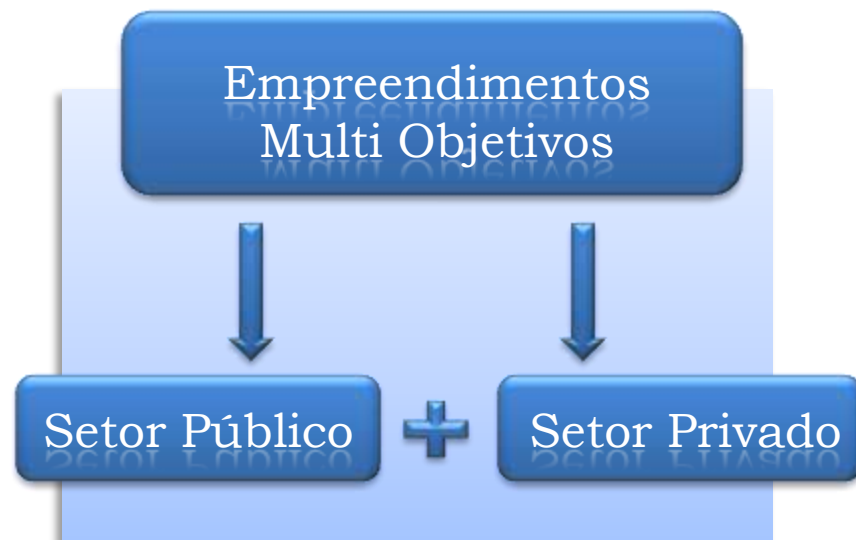 Empreendimentos
Multi Objetivos
Setor Público
Setor Privado